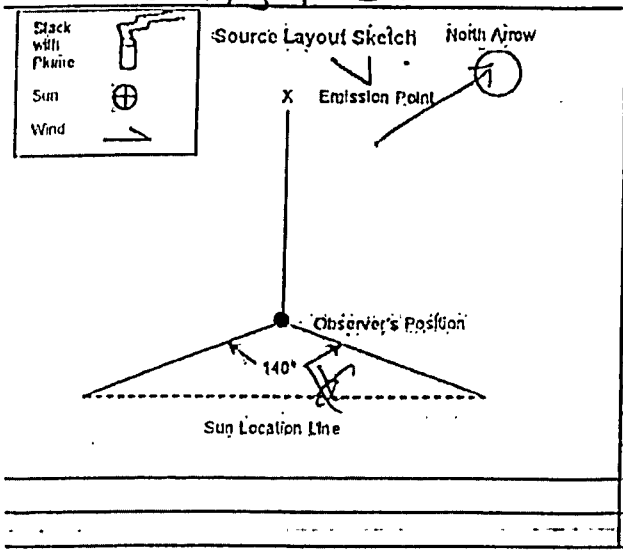 Stack
with
Plume
Sun
Wind
Source Layout Sketch
North Arrow
X Emission Point
Observer's Position
140°
Sun Location Line